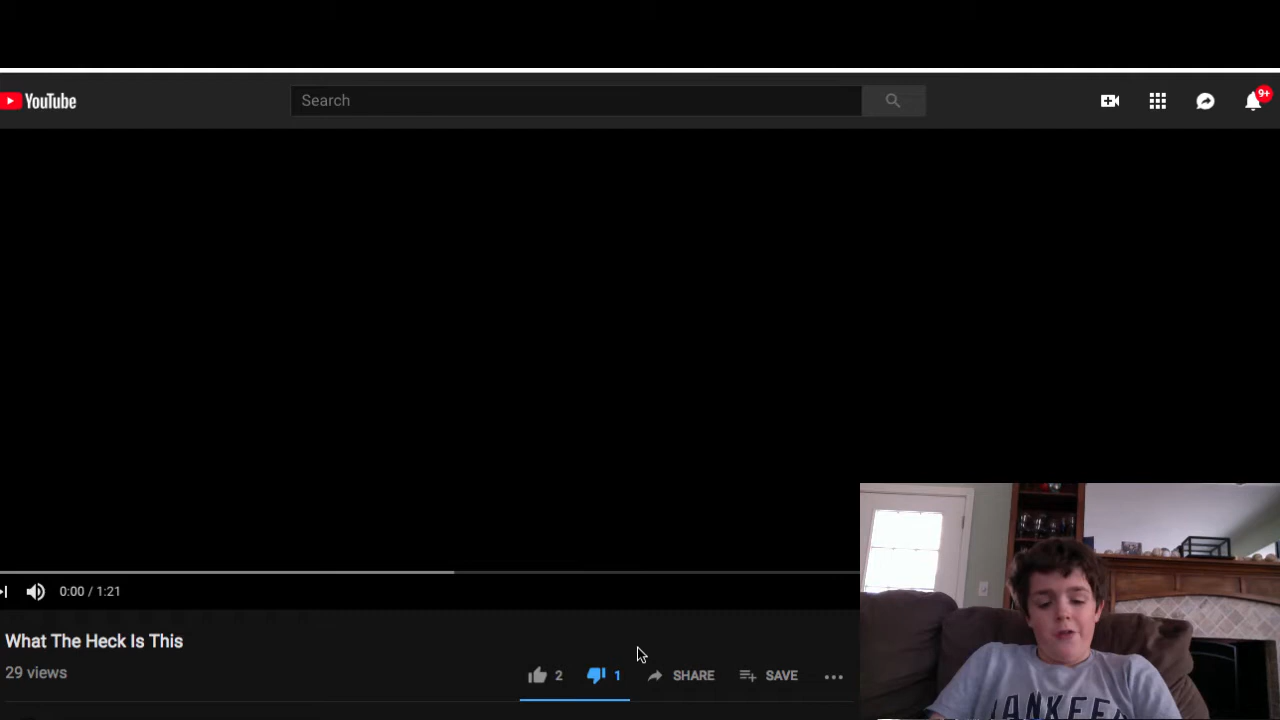 YouTube
Search
9+
0:00 / 1:21
What The Heck Is This
29 views
2
1
SHARE
SAVE